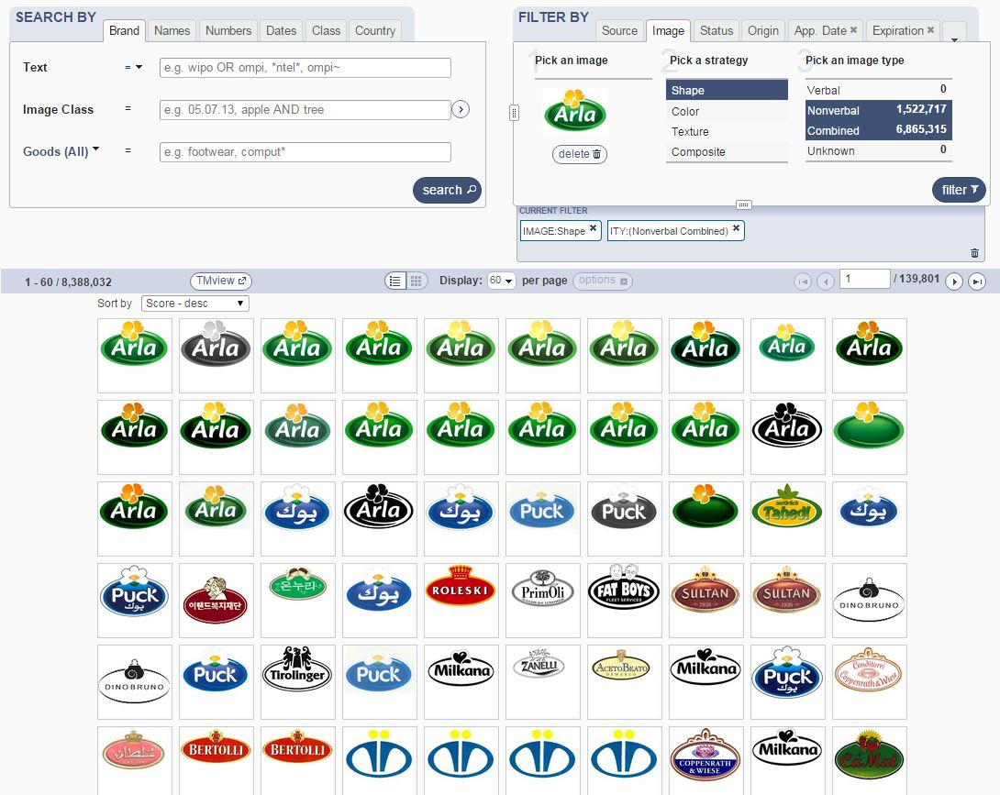 SEARCH BY
Brand Names Numbers Dates Class Country
Text = e.g. wipo OR ompi, *ntel*, ompi~
Image Class = e.g. 05.07.13, apple AND tree
Goods (All) = e.g. footwear, comput*
search
FILTER BY
Source Image Status Origin App. Date Expiration
1 Pick an image
Arla
delete
2 Pick a strategy
Shape
Color
Texture
Composite
3 Pick an image type
Verbal 0
Nonverbal 1,522,717
Combined 6,865,315
Unknown 0
filter
CURRENT FILTER
IMAGE:Shape ITY:(Nonverbal Combined)
1 - 60 / 8,388,032 TMview Display: 60 per page options 1 / 139,801
Sort by Score - desc
Arla Arla Arla Arla Arla Arla Arla Arla Arla Arla
Arla Arla Arla Arla Arla Arla Arla Arla Arla
Arla Arla بوك Arla بوك Puck Puck natürlich Tahedl بوك
Puck بوك 이랜드복지재단 온누리 بوك ROLESKI PrimOli FAT BOYS FLEET SERVICES SULTAN 1936 SULTAN 1936 DINOBRUNO
DINOBRUNO Puck Tirolinger Puck Milkana ZANELLI ACETOBEATO Milkana Puck بوك Conditorei Coppenrath & Wiese
سلطان BERTOLLI BERTOLLI COPPENRATH & WIESE Milkana CaMat